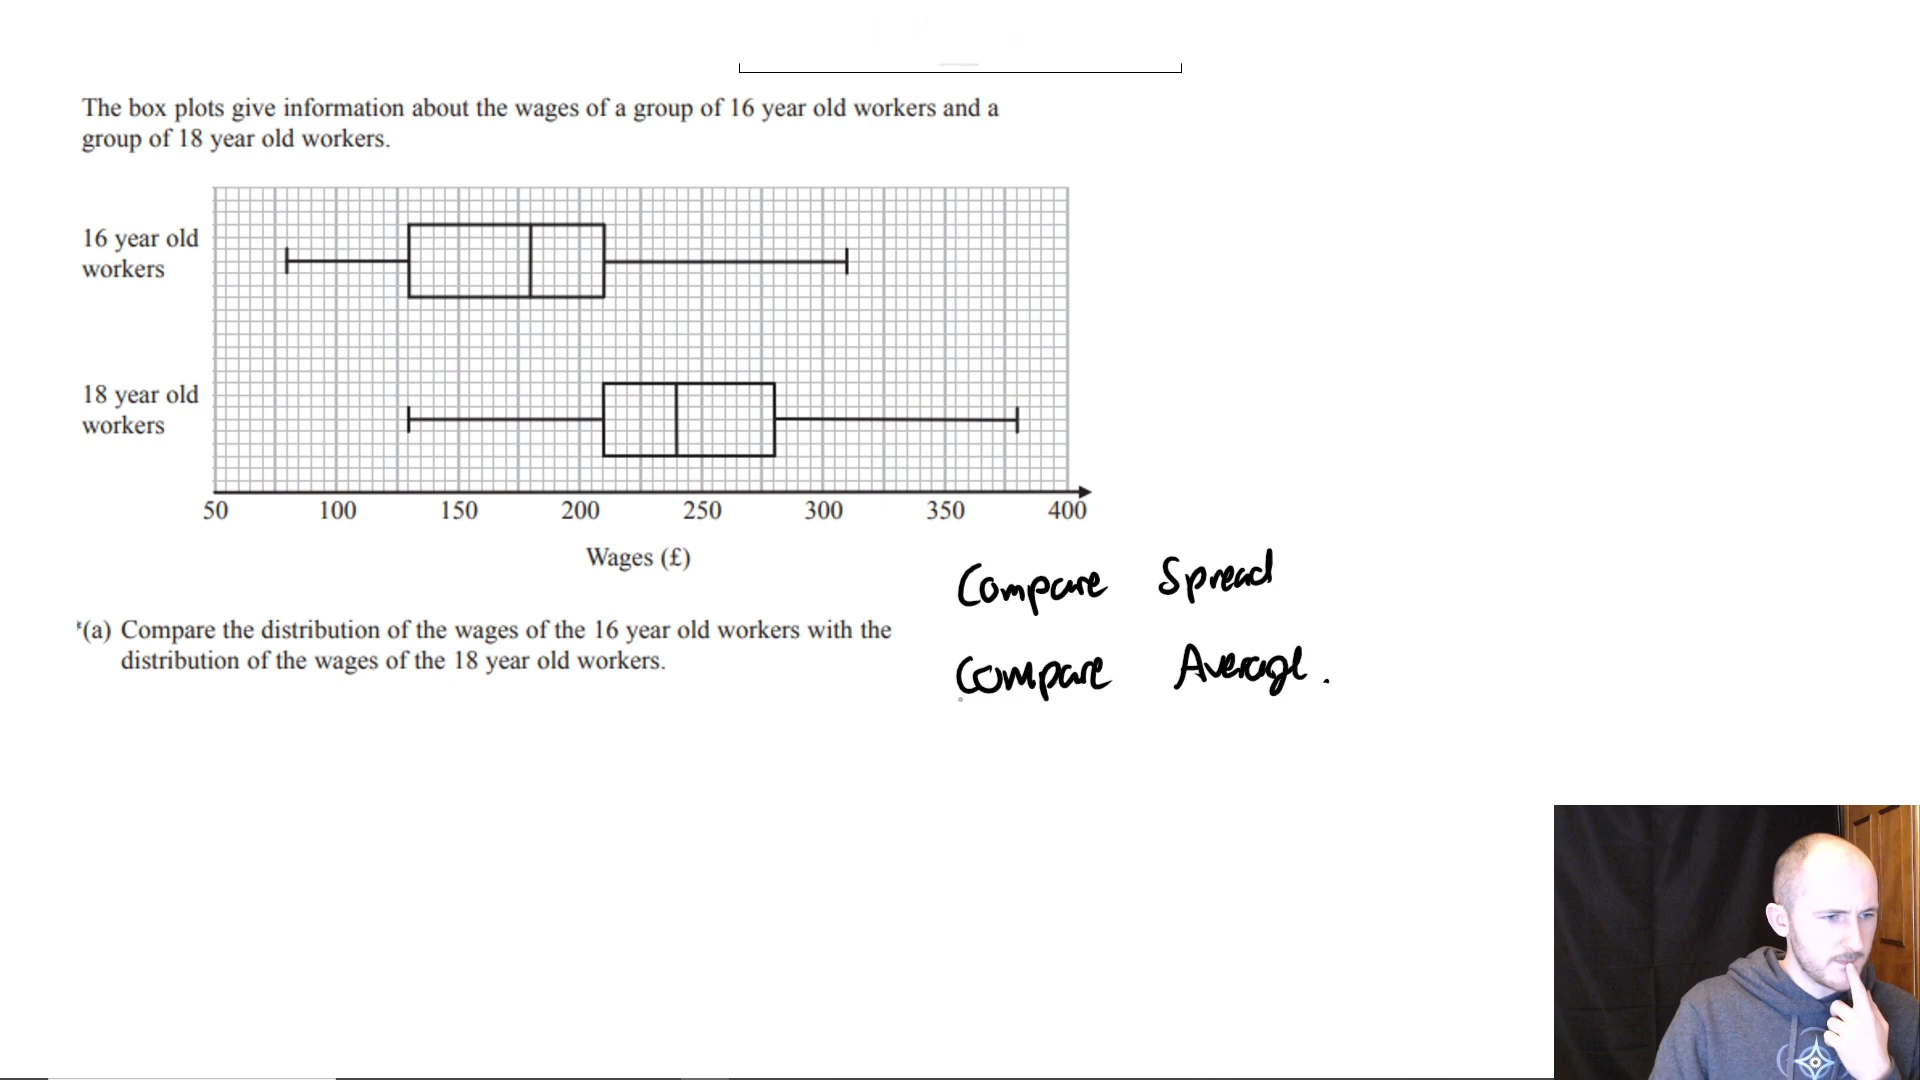 The box plots give information about the wages of a group of 16 year old workers and a
group of 18 year old workers.
16 year old
workers
18 year old
workers
50 100 150 200 250 300 350 400
Wages (£)
Compare Spread
*(a) Compare the distribution of the wages of the 16 year old workers with the
distribution of the wages of the 18 year old workers.
Compare Average.